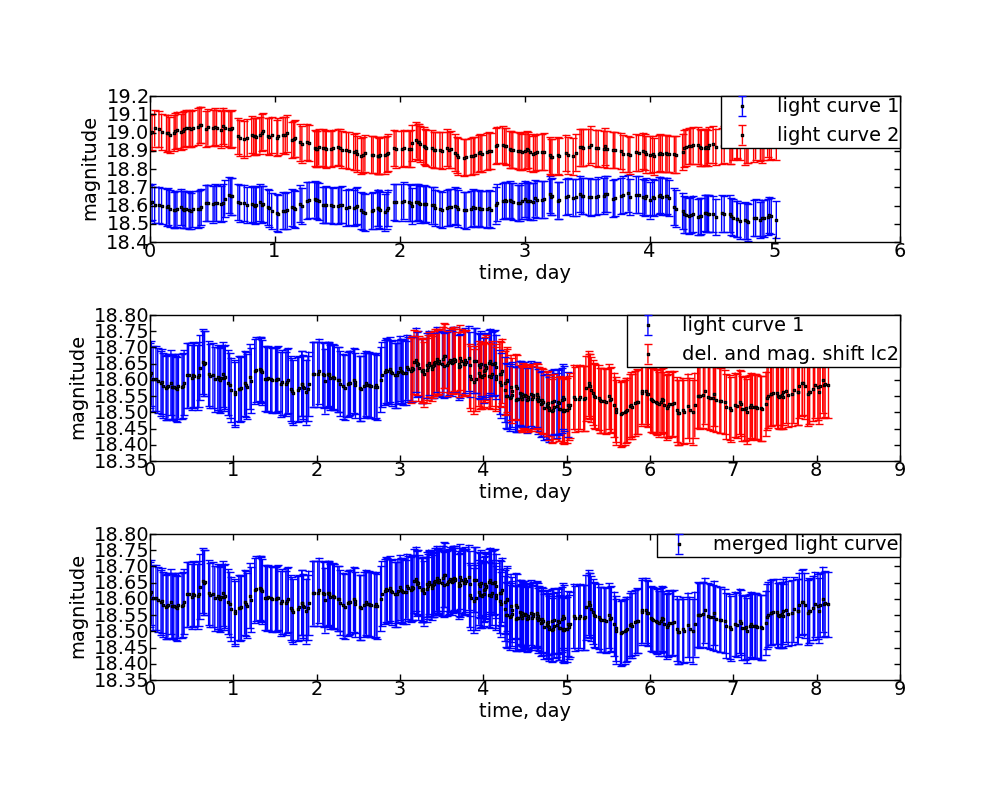 19.2
19.1
19.0
18.9
18.8
18.7
18.6
18.5
18.4
magnitude
light curve 1
light curve 2
0 1 2 3 4 5 6
time, day
18.80
18.75
18.70
18.65
18.60
18.55
18.50
18.45
18.40
18.35
magnitude
light curve 1
del. and mag. shift lc2
0 1 2 3 4 5 6 7 8 9
time, day
18.80
18.75
18.70
18.65
18.60
18.55
18.50
18.45
18.40
18.35
magnitude
merged light curve
0 1 2 3 4 5 6 7 8 9
time, day